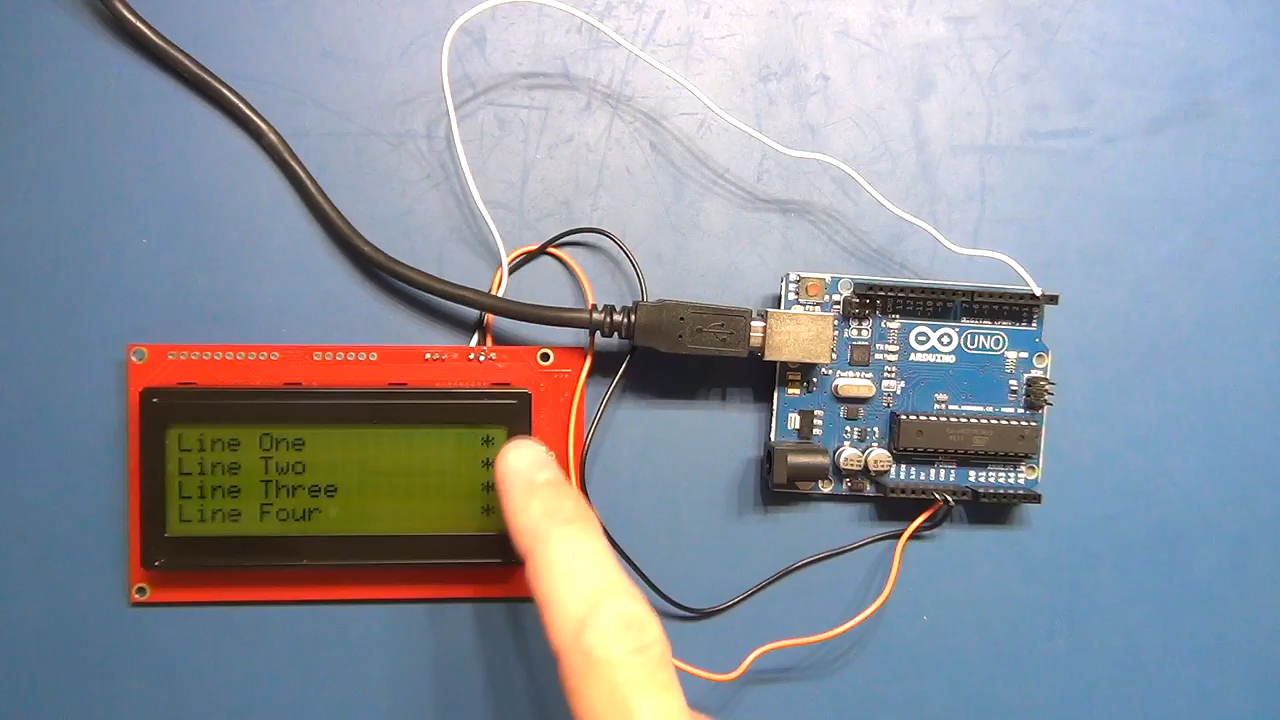 Line One *
Line Two *
Line Three *
Line Four *
UNO
ARDUINO